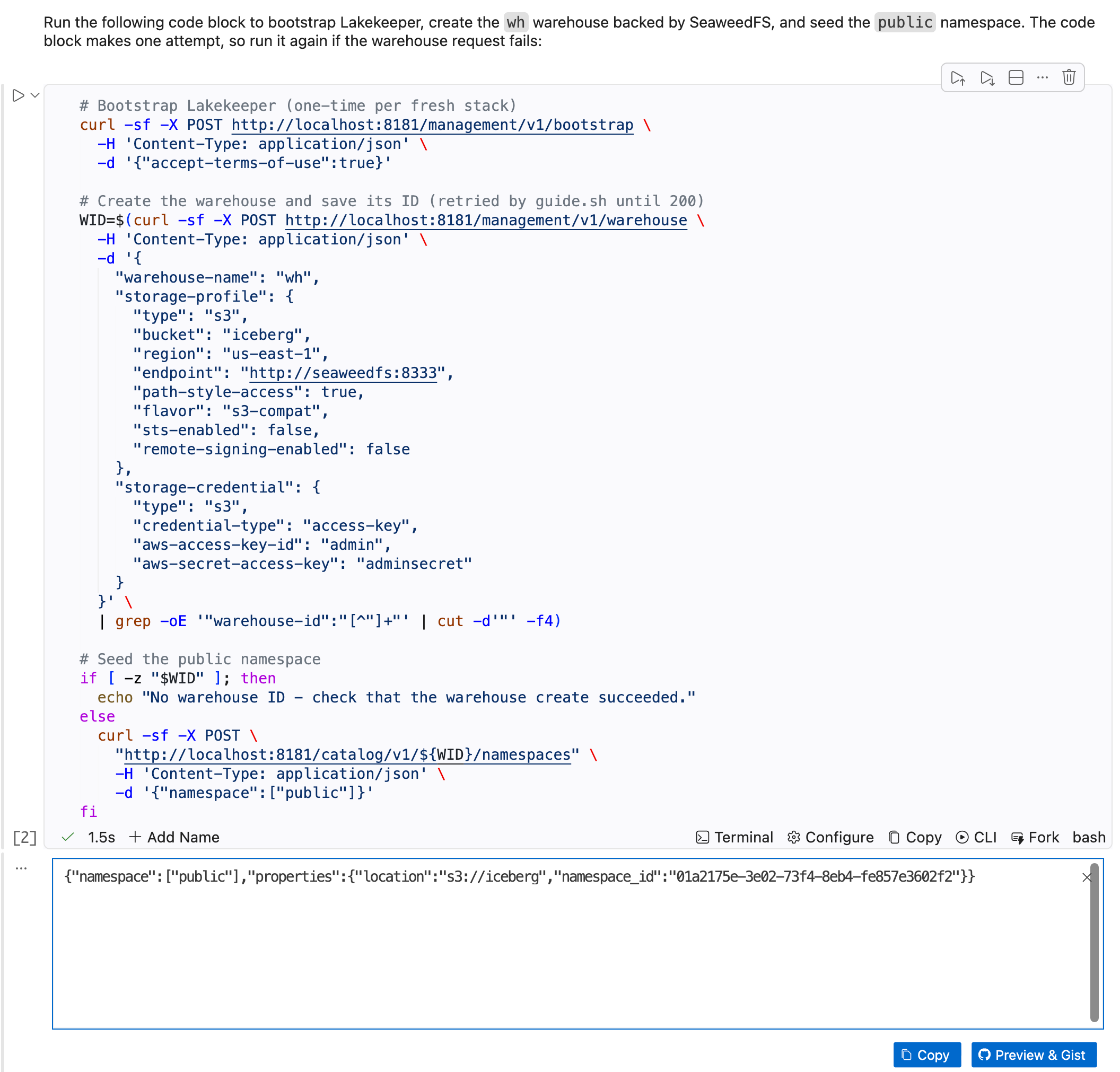 Run the following code block to bootstrap Lakekeeper, create the wh warehouse backed by SeaweedFS, and seed the public namespace. The code
block makes one attempt, so run it again if the warehouse request fails:
# Bootstrap Lakekeeper (one-time per fresh stack)
curl -sf -X POST http://localhost:8181/management/v1/bootstrap \
  -H 'Content-Type: application/json' \
  -d '{"accept-terms-of-use":true}'

# Create the warehouse and save its ID (retried by guide.sh until 200)
WID=$(curl -sf -X POST http://localhost:8181/management/v1/warehouse \
  -H 'Content-Type: application/json' \
  -d '{
    "warehouse-name": "wh",
    "storage-profile": {
      "type": "s3",
      "bucket": "iceberg",
      "region": "us-east-1",
      "endpoint": "http://seaweedfs:8333",
      "path-style-access": true,
      "flavor": "s3-compat",
      "sts-enabled": false,
      "remote-signing-enabled": false
    },
    "storage-credential": {
      "type": "s3",
      "credential-type": "access-key",
      "aws-access-key-id": "admin",
      "aws-secret-access-key": "adminsecret"
    }
  }' \
  | grep -oE '"warehouse-id":"[^"]+"' | cut -d'"' -f4)

# Seed the public namespace
if [ -z "$WID" ]; then
  echo "No warehouse ID - check that the warehouse create succeeded."
else
  curl -sf -X POST \
    "http://localhost:8181/catalog/v1/${WID}/namespaces" \
    -H 'Content-Type: application/json' \
    -d '{"namespace":["public"]}'
fi
[2] 1.5s Add Name Terminal Configure Copy CLI Fork bash
{"namespace":["public"],"properties":{"location":"s3://iceberg","namespace_id":"01a2175e-3e02-73f4-8eb4-fe857e3602f2"}}
Copy Preview & Gist